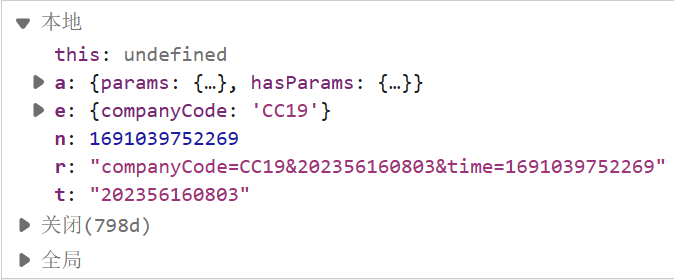 本地
this: undefined
a: {params: {…}, hasParams: {…}}
e: {companyCode: 'CC19'}
n: 1691039752269
r: "companyCode=CC19&202356160803&time=1691039752269"
t: "202356160803"
关闭(798d)
全局